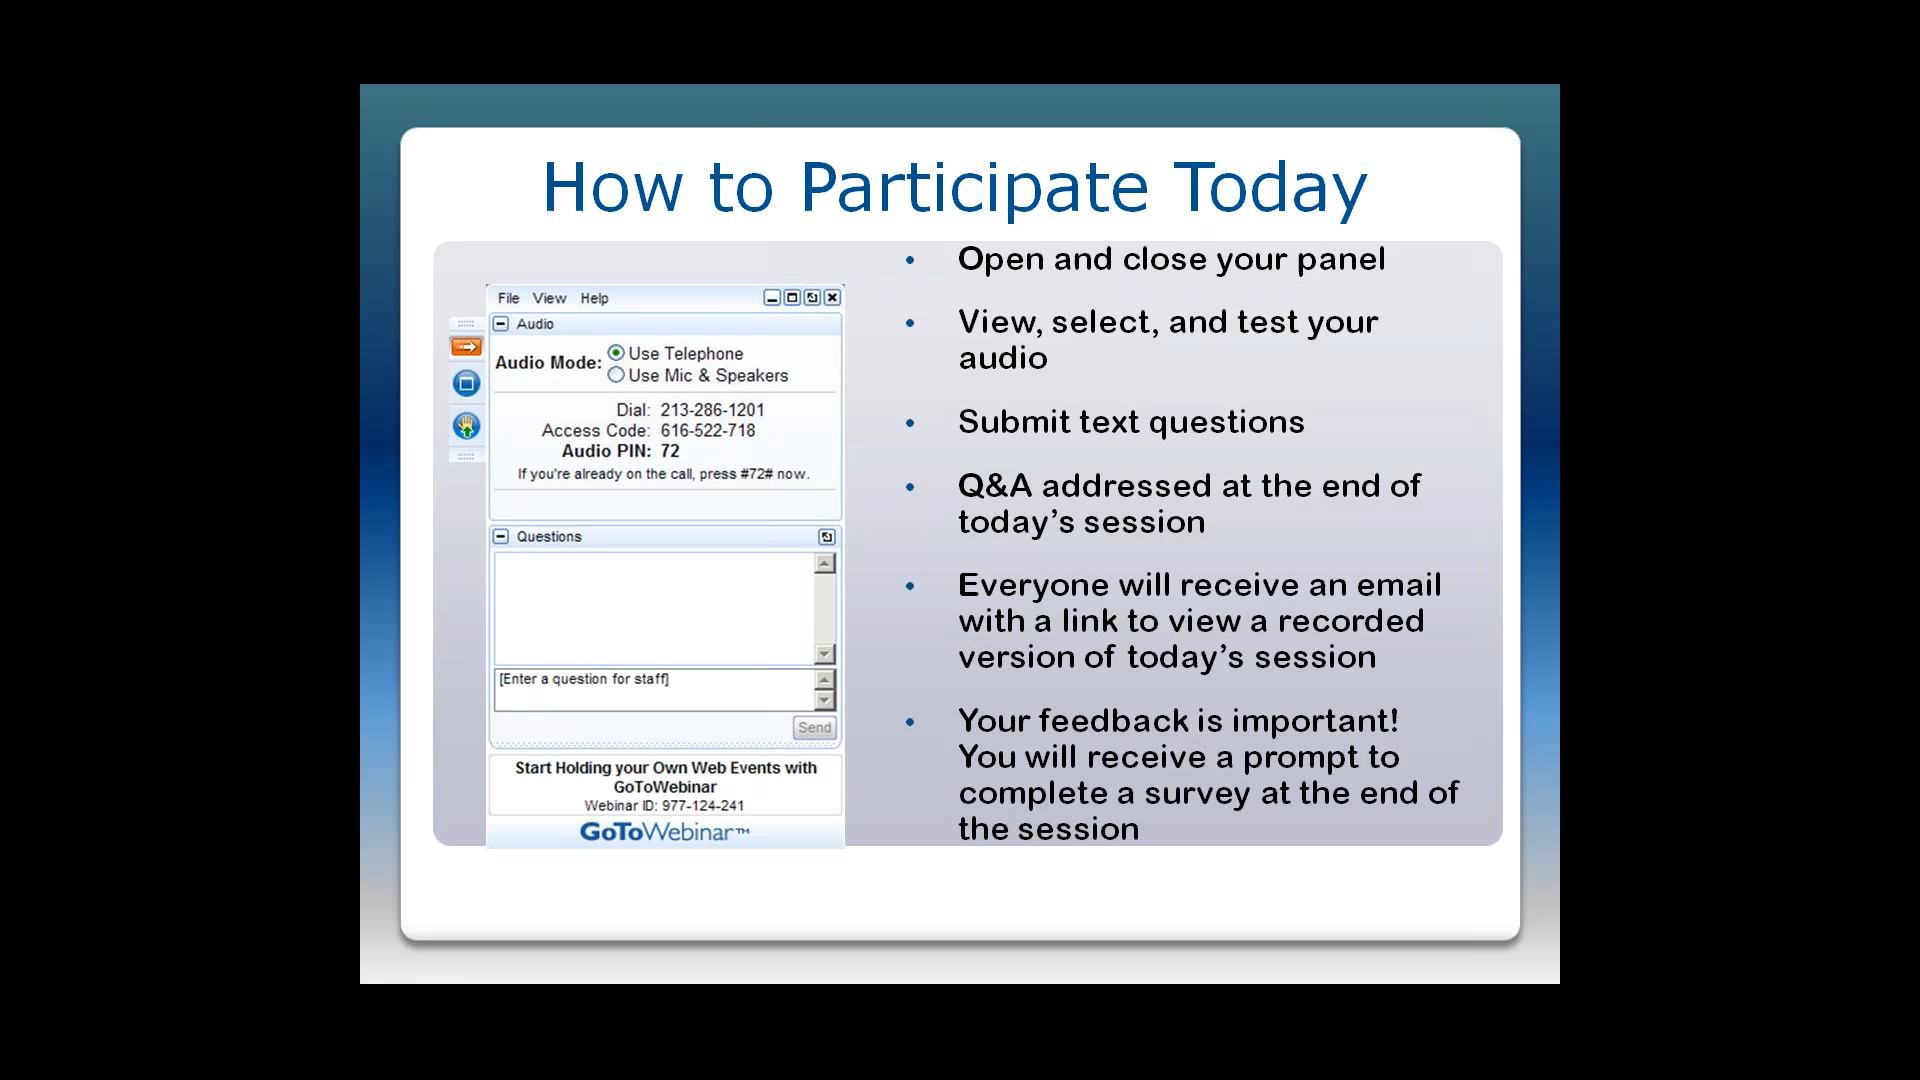 How to Participate Today
File View Help
Audio
Audio Mode: Use Telephone
Use Mic & Speakers
Dial: 213-286-1201
Access Code: 616-522-718
Audio PIN: 72
If you're already on the call, press #72# now.
Questions
[Enter a question for staff]
Send
Start Holding your Own Web Events with
GoToWebinar
Webinar ID: 977-124-241
GoToWebinar™
• Open and close your panel
• View, select, and test your
audio
• Submit text questions
• Q&A addressed at the end of
today’s session
• Everyone will receive an email
with a link to view a recorded
version of today’s session
• Your feedback is important!
You will receive a prompt to
complete a survey at the end of
the session